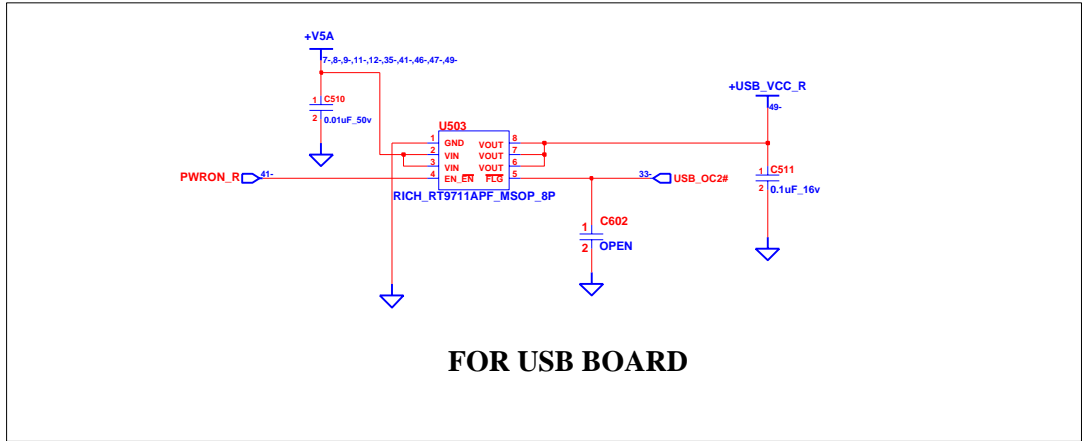 +V5A
7-,8-,9-,11-,12-,35-,41-,46-,47-,49-
1 C510
2 0.01uF_50v
+USB_VCC_R
49-
U503
1 GND VOUT 8
2 VIN VOUT 7
3 VIN VOUT 6
4 EN_EN FLG 5
PWRON_R 41-
33- USB_OC2#
RICH_RT9711APF_MSOP_8P
1 C511
2 0.1uF_16v
1 C602
2 OPEN
FOR USB BOARD